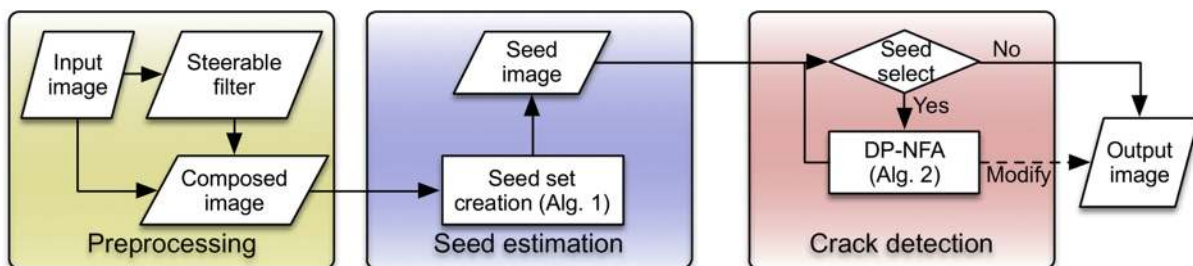 Input
image
Steerable
filter
Composed
image
Preprocessing
Seed
image
Seed set
creation (Alg. 1)
Seed estimation
Seed
select
No
Yes
DP-NFA
(Alg. 2)
Modify
Crack detection
Output
image